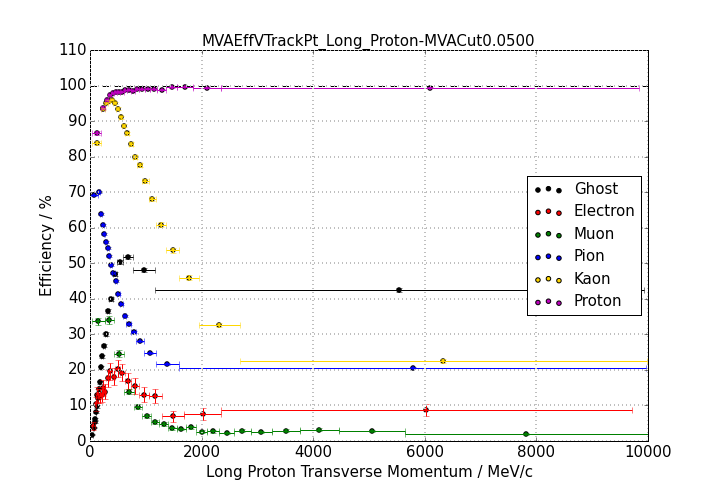 MVAEffVTrackPt_Long_Proton-MVACut0.0500
110
100
90
80
70
60
50
40
30
20
10
0
Efficiency / %
Ghost
Electron
Muon
Pion
Kaon
Proton
0 2000 4000 6000 8000 10000
Long Proton Transverse Momentum / MeV/c